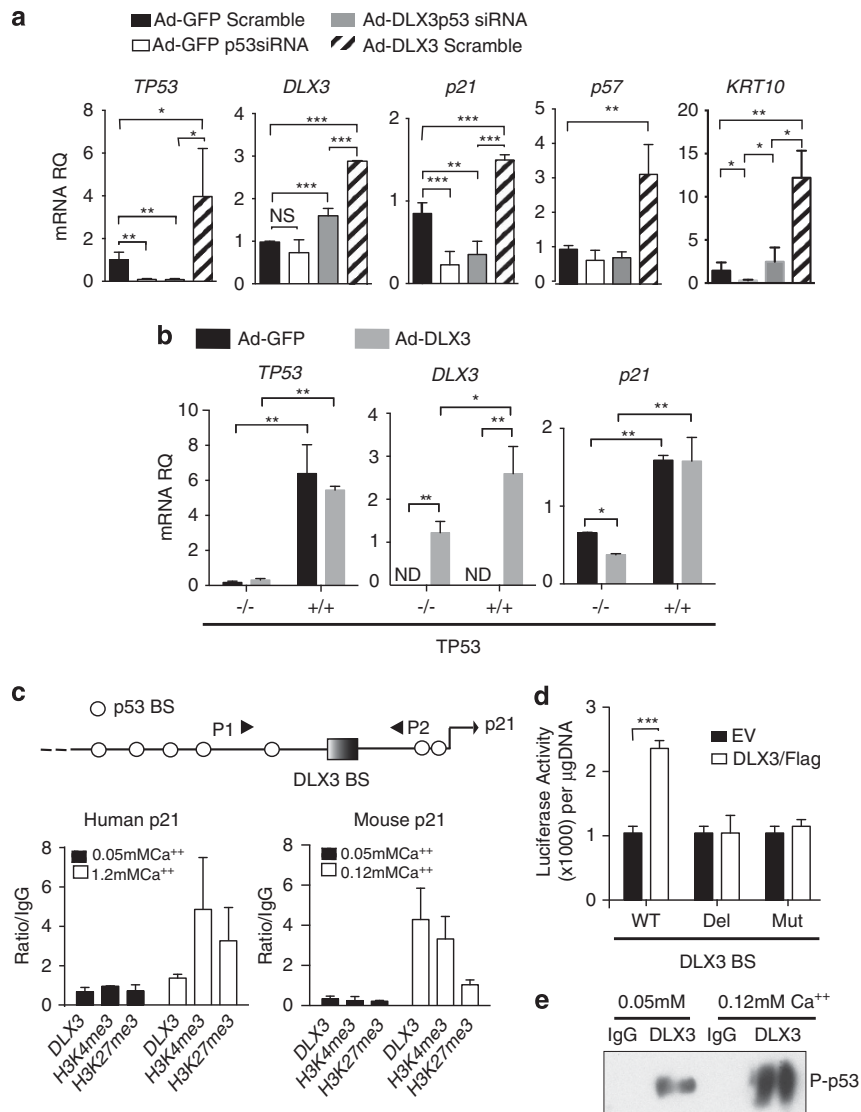 a
Ad-GFP Scramble
Ad-DLX3p53 siRNA
Ad-GFP p53siRNA
Ad-DLX3 Scramble
TP53
DLX3
p21
p57
KRT10
mRNA RQ
8
6
4
2
0
*
*
**
**
4
3
2
1
0
***
***
***
NS
2
1
0
***
***
**
***
5
4
3
2
1
0
**
20
15
10
5
0
**
*
*
*
b
Ad-GFP
Ad-DLX3
TP53
DLX3
p21
mRNA RQ
10
8
6
4
2
0
**
**
4
3
2
1
0
*
**
**
ND
ND
2
1
0
**
**
*
-/-
+/+
-/-
+/+
-/-
+/+
TP53
c
p53 BS
P1
P2
p21
DLX3 BS
Human p21
Ratio/IgG
8
6
4
2
0
0.05mMCa++
1.2mMCa++
DLX3
H3K4me3
H3K27me3
DLX3
H3K4me3
H3K27me3
Mouse p21
Ratio/IgG
8
6
4
2
0
0.05mMCa++
0.12mMCa++
DLX3
H3K4me3
H3K27me3
DLX3
H3K4me3
H3K27me3
d
Luciferase Activity
(x1000) per µgDNA
3
2
1
0
***
EV
DLX3/Flag
WT
Del
Mut
DLX3 BS
e
0.05mM
0.12mM Ca++
IgG DLX3 IgG DLX3
P-p53